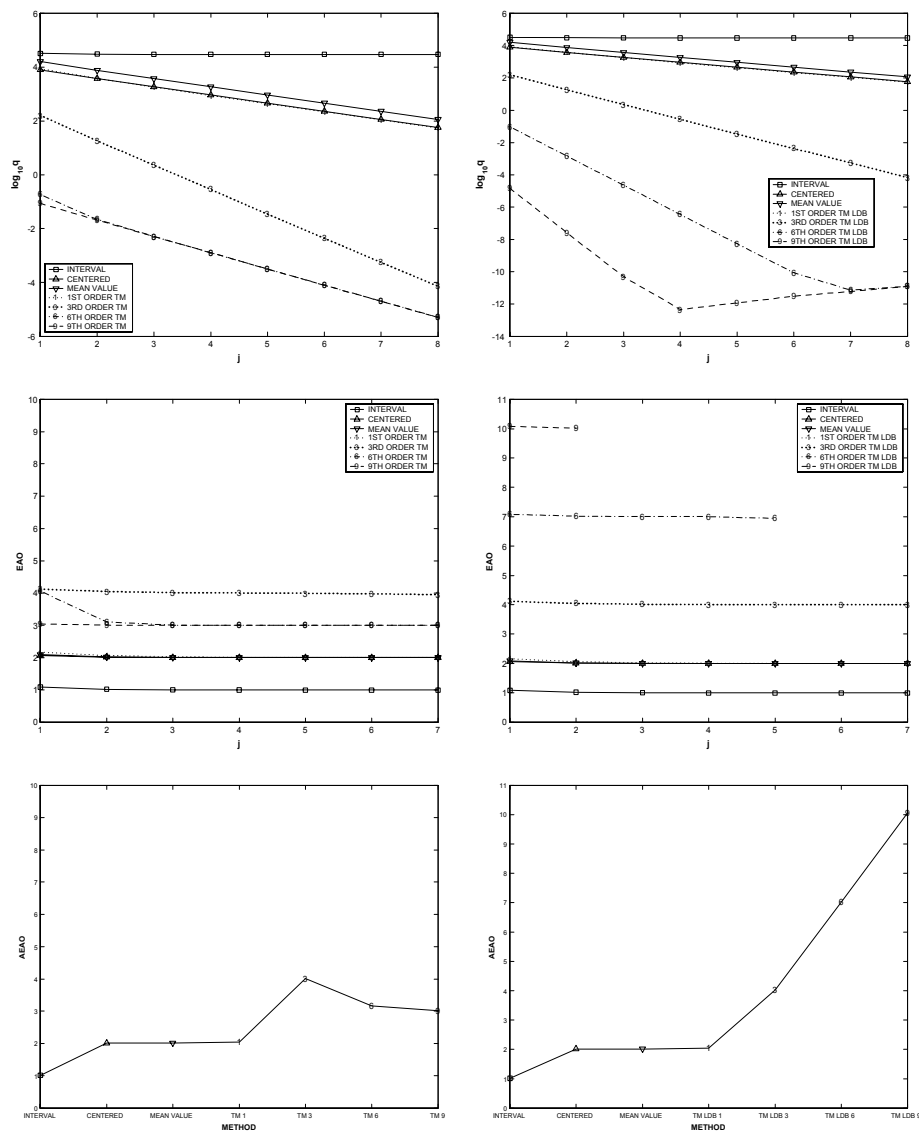 6
4
2
0
-2
-4
-6
log10q
1 2 3 4 5 6 7 8
j
INTERVAL
CENTERED
MEAN VALUE
1ST ORDER TM
3RD ORDER TM
6TH ORDER TM
9TH ORDER TM
6
4
2
0
-2
-4
-6
-8
-10
-12
-14
log10q
1 2 3 4 5 6 7 8
j
INTERVAL
CENTERED
MEAN VALUE
1ST ORDER TM LDB
3RD ORDER TM LDB
6TH ORDER TM LDB
9TH ORDER TM LDB
10
9
8
7
6
5
4
3
2
1
0
EAO
1 2 3 4 5 6 7
j
INTERVAL
CENTERED
MEAN VALUE
1ST ORDER TM
3RD ORDER TM
6TH ORDER TM
9TH ORDER TM
11
10
9
8
7
6
5
4
3
2
1
0
EAO
1 2 3 4 5 6 7
j
INTERVAL
CENTERED
MEAN VALUE
1ST ORDER TM LDB
3RD ORDER TM LDB
6TH ORDER TM LDB
9TH ORDER TM LDB
10
9
8
7
6
5
4
3
2
1
0
AEAO
INTERVAL CENTERED MEAN VALUE TM 1 TM 3 TM 6 TM 9
METHOD
11
10
9
8
7
6
5
4
3
2
1
0
AEAO
INTERVAL CENTERED MEAN VALUE TM LDB 1 TM LDB 3 TM LDB 6 TM LDB 9
METHOD